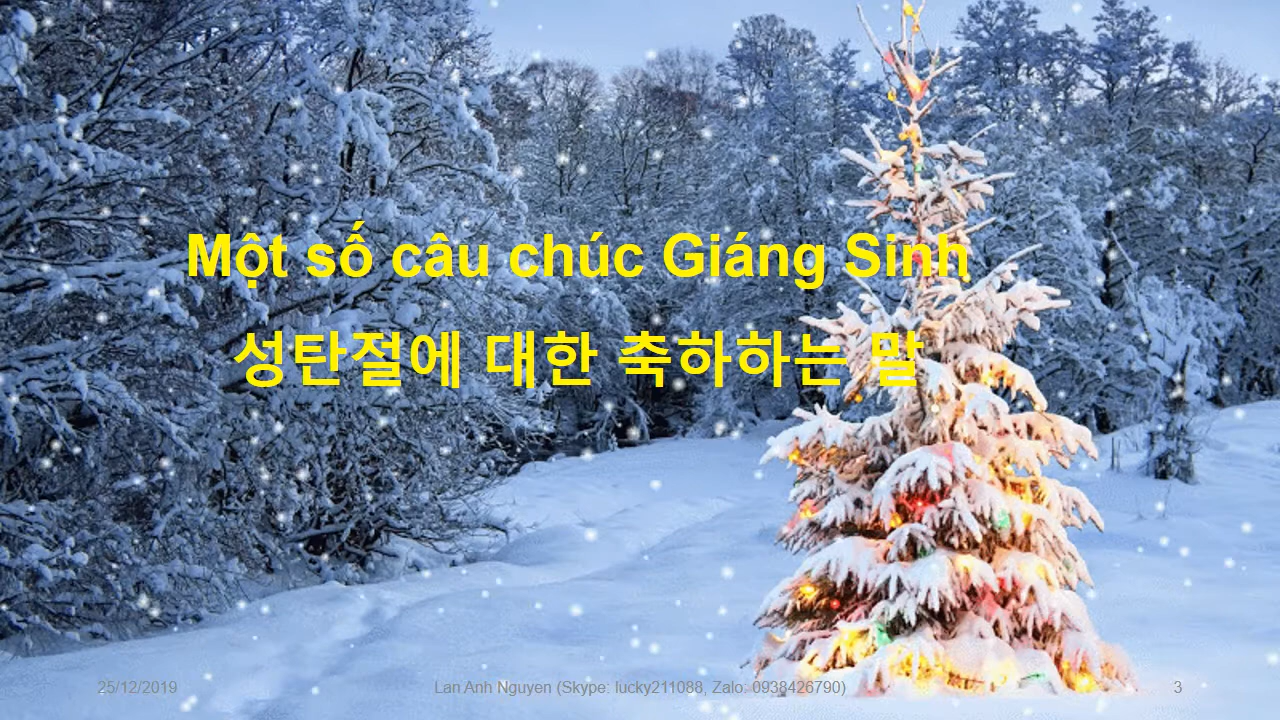 Một số câu chúc Giáng Sinh
성탄절에 대한 축하하는 말
25/12/2019 Lan Anh Nguyen (Skype: lucky211088, Zalo: 0938426790) 3